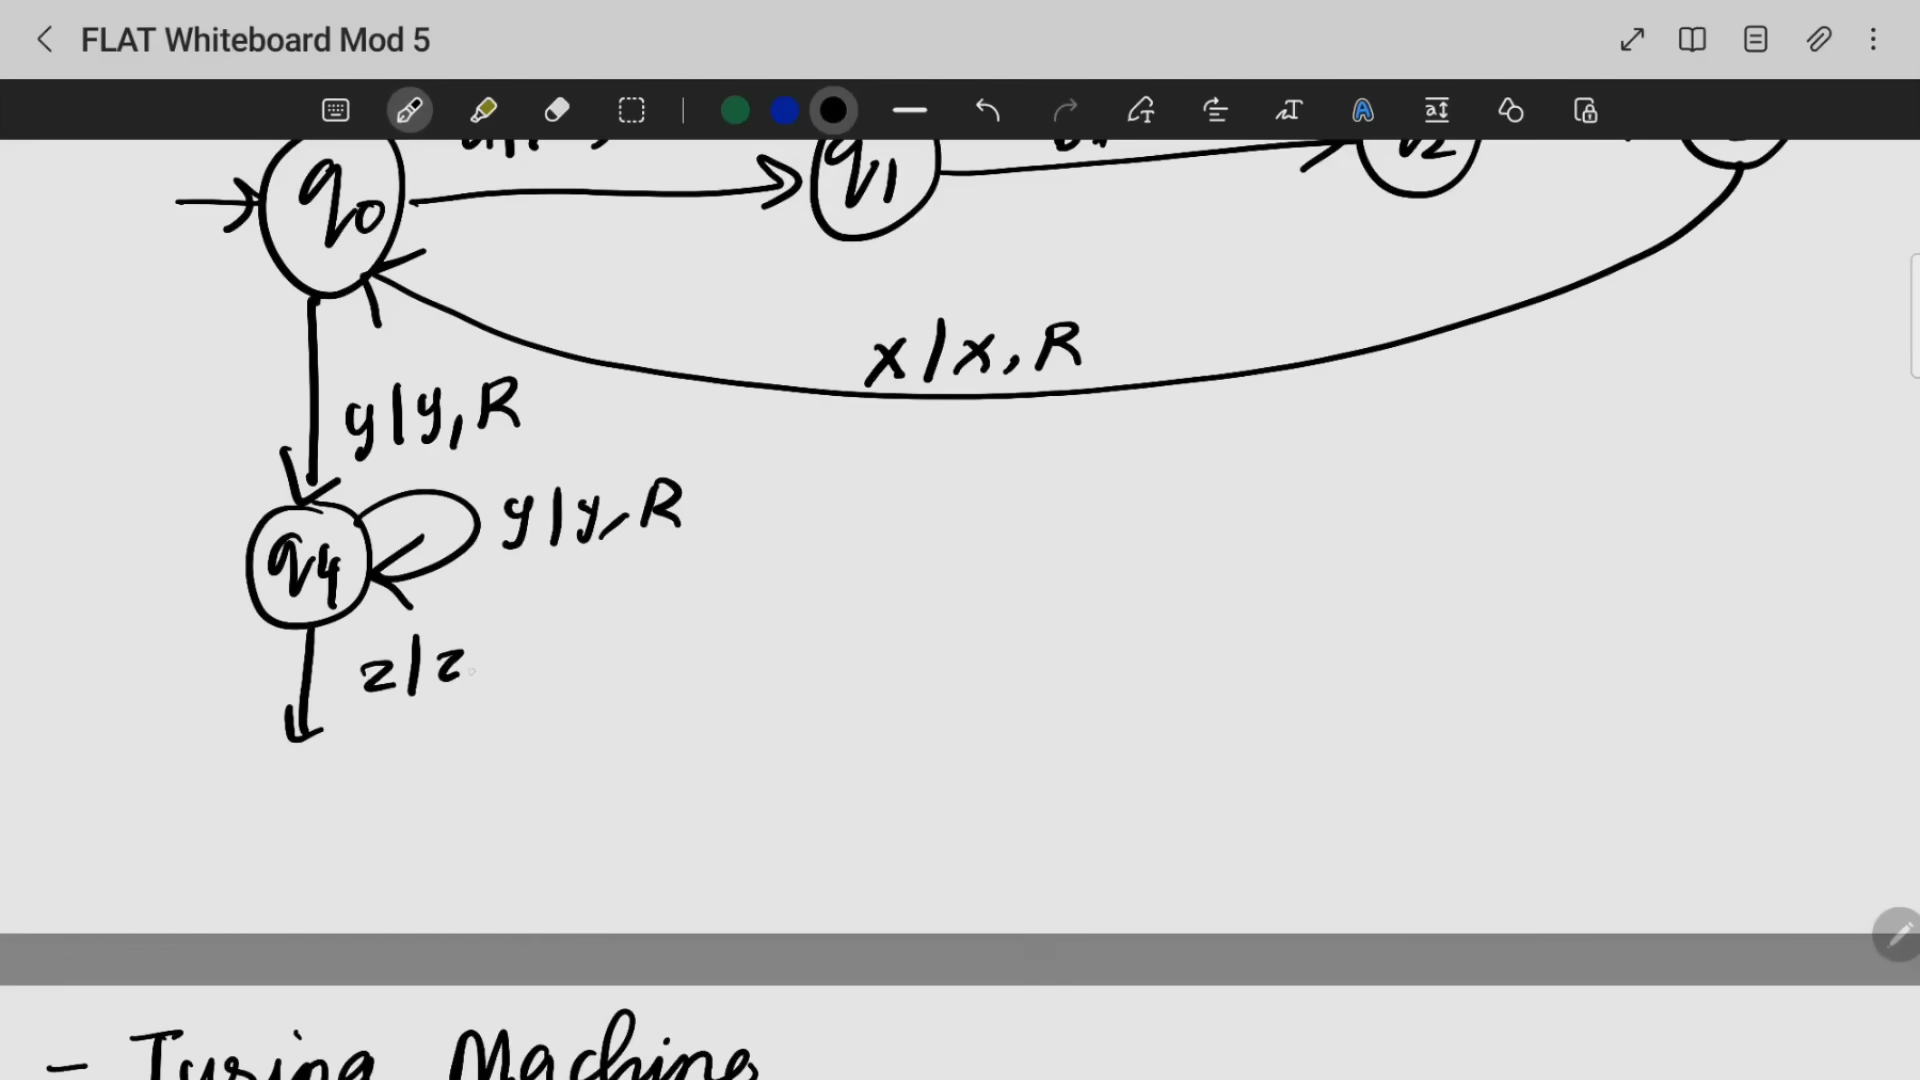 FLAT Whiteboard Mod 5
q0
q1
x/x, R
y|y, R
y|y, R
q4
z/z
- Turing Machine